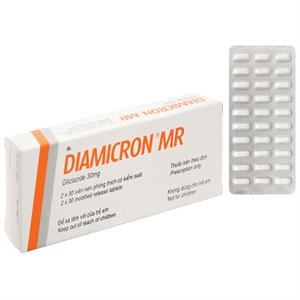 Rx
DIAMICRON® MR
Gliclazide 30mg
2 x 30 viên nén phóng thích có kiểm soát
2 x 30 modified release tablets
Thuốc bán theo đơn
Prescription only
Để xa tầm với của trẻ em
Keep out of reach of children
Không dùng cho trẻ em
Not for children